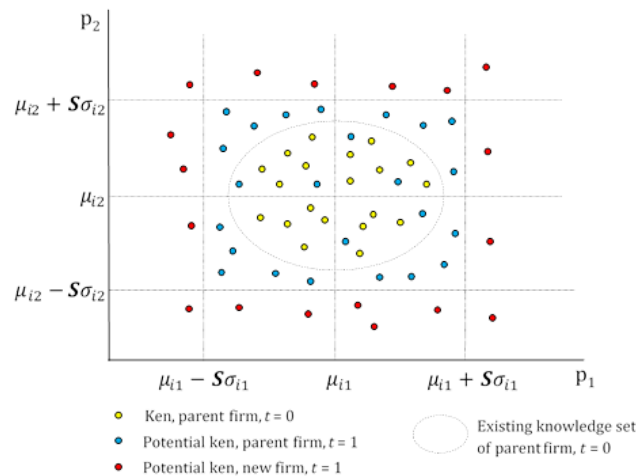 p₂
μᵢ₂ + Sσᵢ₂
μᵢ₂
μᵢ₂ − Sσᵢ₂
μᵢ₁ − Sσᵢ₁ μᵢ₁ μᵢ₁ + Sσᵢ₁ p₁
Ken, parent firm, t = 0
Potential ken, parent firm, t = 1
Potential ken, new firm, t = 1
Existing knowledge set
of parent firm, t = 0